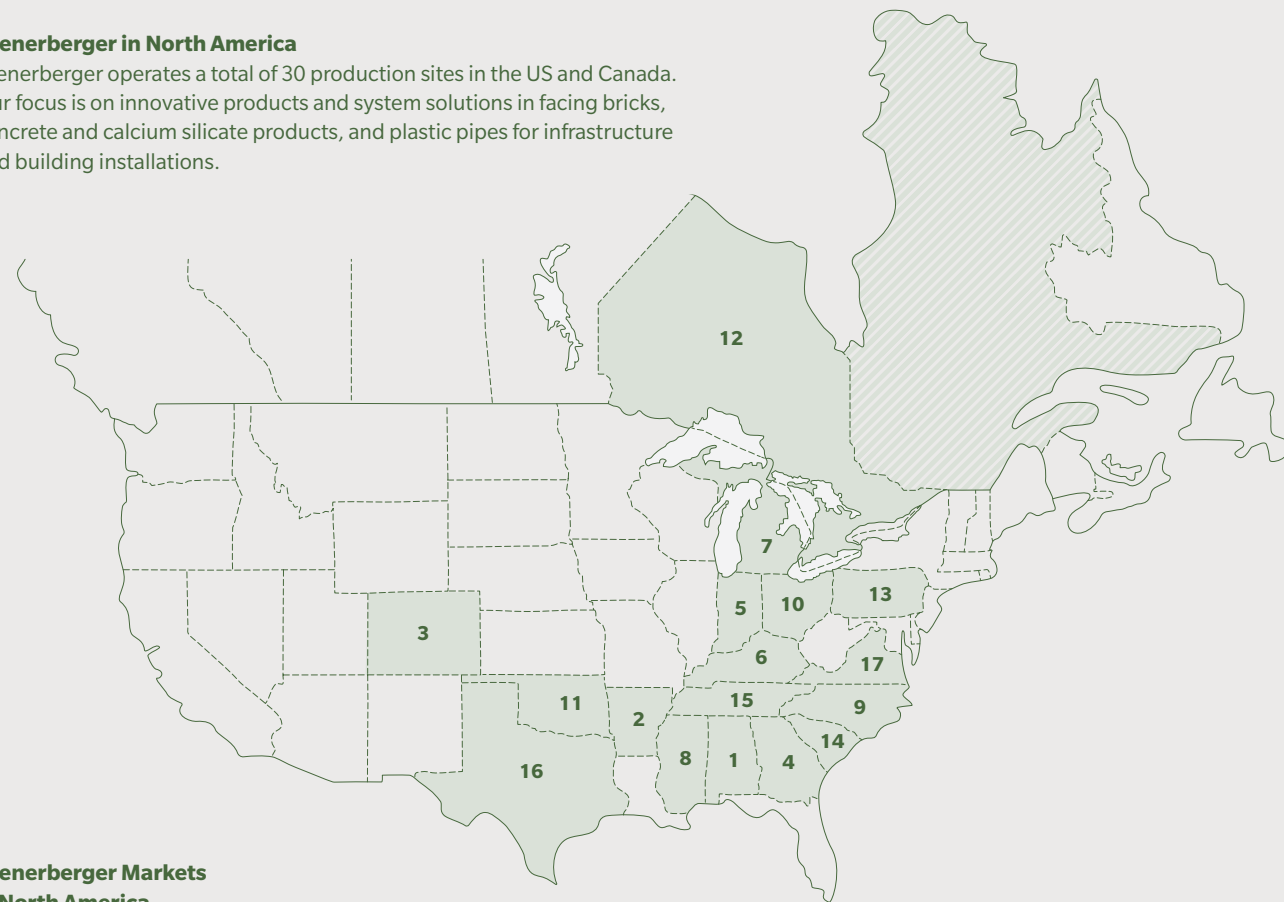 enerberger in North America
enerberger operates a total of 30 production sites in the US and Canada.
r focus is on innovative products and system solutions in facing bricks,
ncrete and calcium silicate products, and plastic pipes for infrastructure
d building installations.
12
7
5
10
13
3
6
17
11
2
15
9
14
8
1
4
16
enerberger Markets
North America